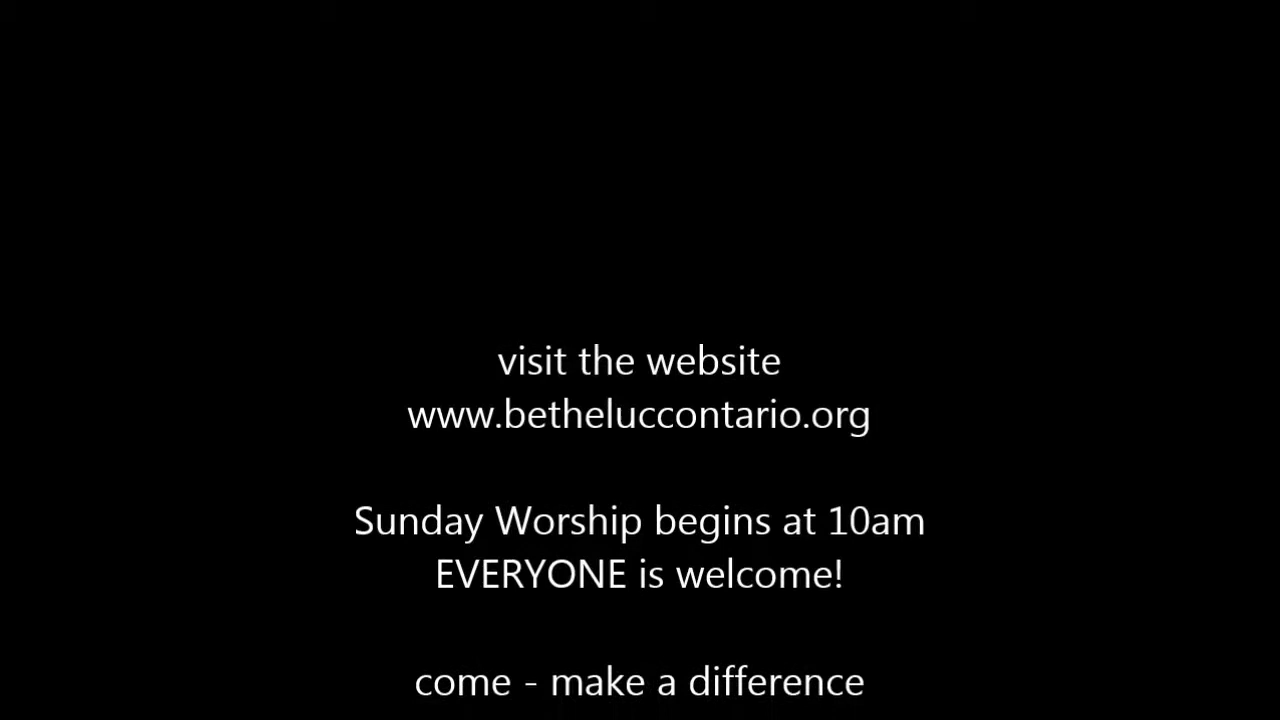 visit the website
www.betheluccontario.org
Sunday Worship begins at 10am
EVERYONE is welcome!
come - make a difference